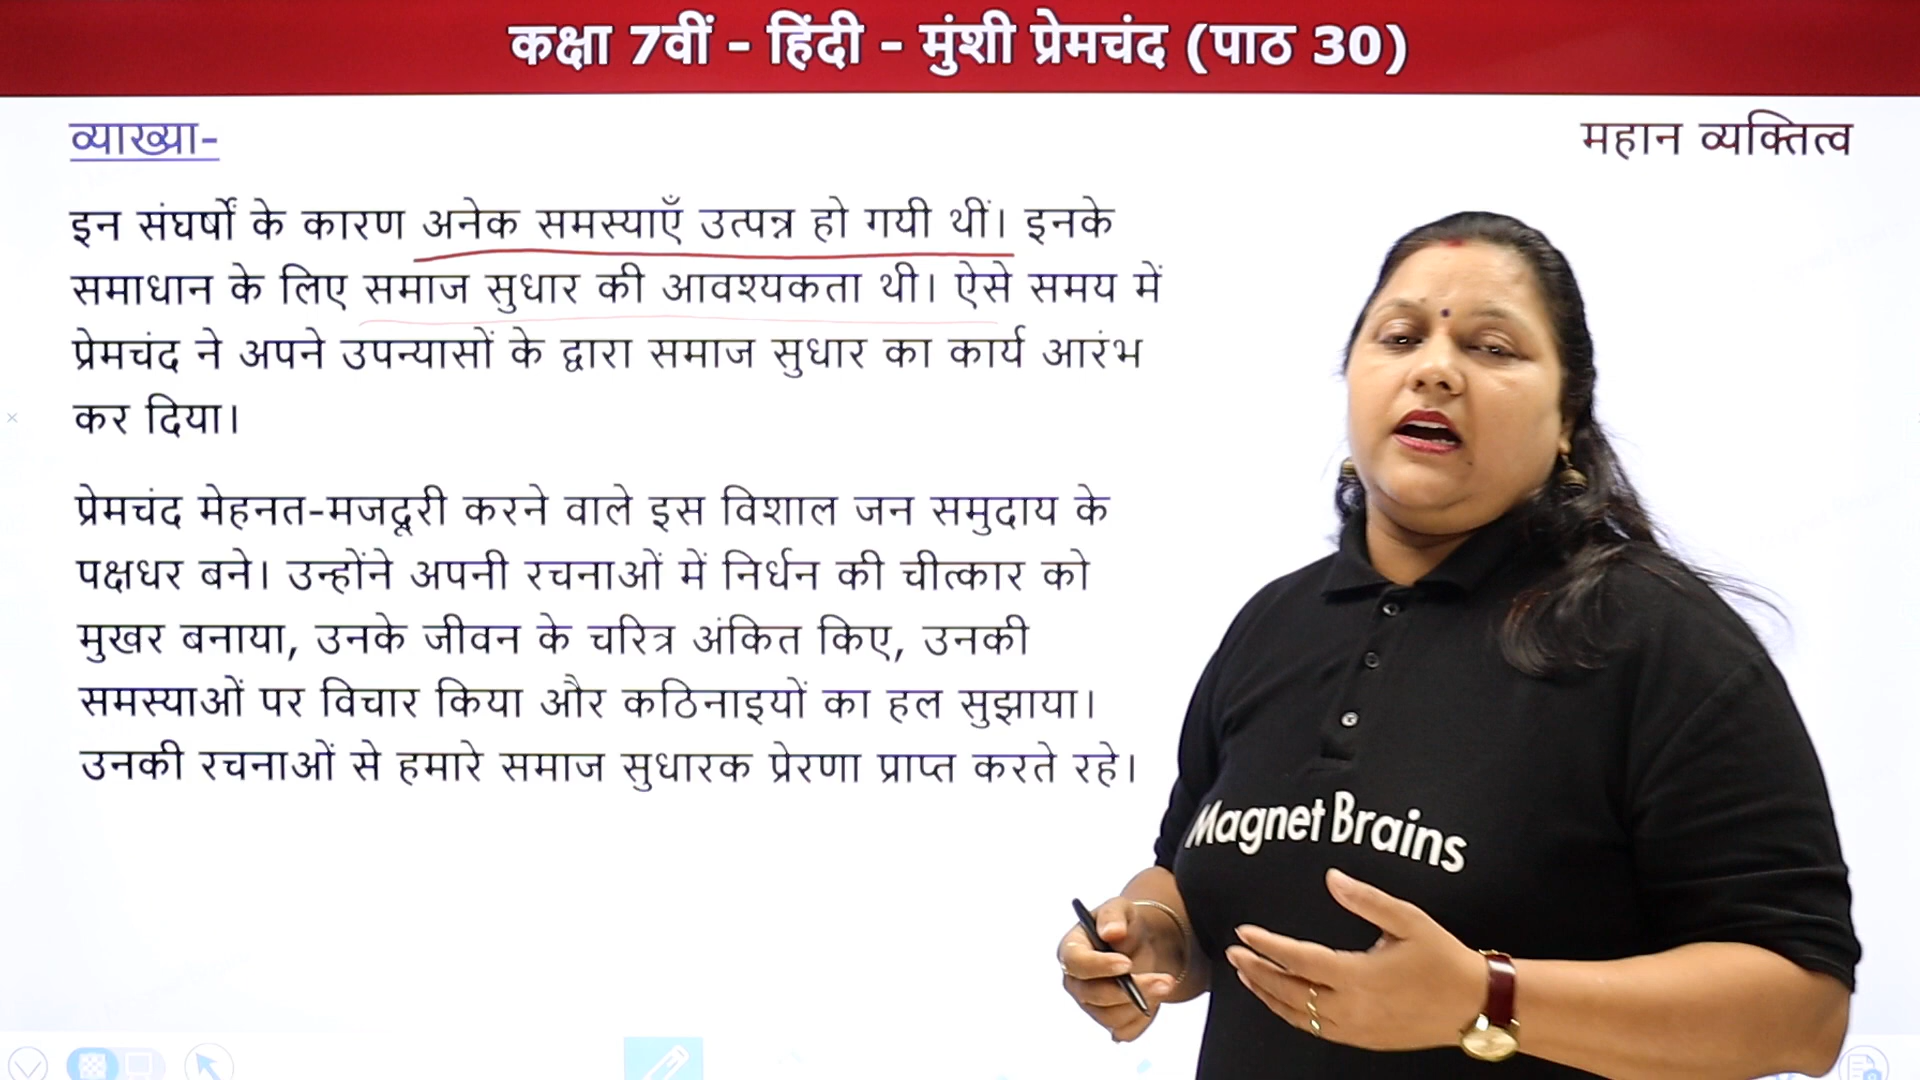 कक्षा 7वीं - हिंदी - मुंशी प्रेमचंद (पाठ 30)
व्याख्या-
महान व्यक्तित्व
इन संघर्षों के कारण अनेक समस्याएँ उत्पन्न हो गयी थीं। इनके
समाधान के लिए समाज सुधार की आवश्यकता थी। ऐसे समय में
प्रेमचंद ने अपने उपन्यासों के द्वारा समाज सुधार का कार्य आरंभ
कर दिया।
प्रेमचंद मेहनत-मजदूरी करने वाले इस विशाल जन समुदाय के
पक्षधर बने। उन्होंने अपनी रचनाओं में निर्धन की चीत्कार को
मुखर बनाया, उनके जीवन के चरित्र अंकित किए, उनकी
समस्याओं पर विचार किया और कठिनाइयों का हल सुझाया।
उनकी रचनाओं से हमारे समाज सुधारक प्रेरणा प्राप्त करते रहे।
Magnet Brains